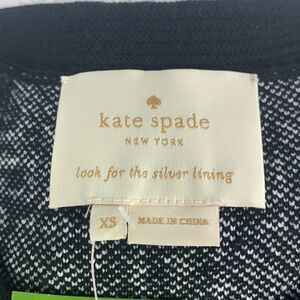 kate spade
NEW YORK
look for the silver lining
XS
MADE IN CHINA